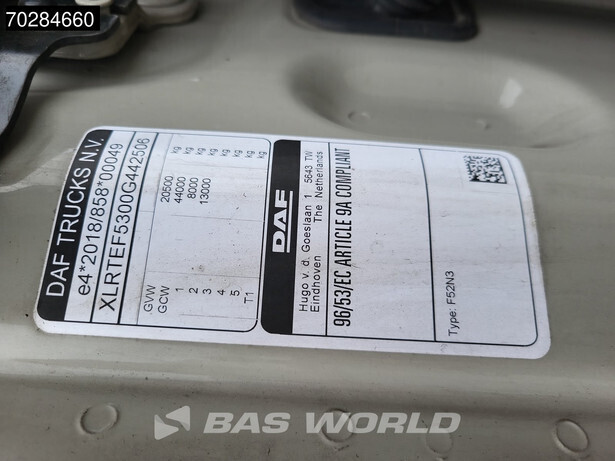 70284660
DAF TRUCKS N.V.
e4*2018/858*00049
XLRTEF5300G442506
GVW 20500 kg
GCW 44000 kg
1 8000 kg
2 13000 kg
3 kg
4 kg
5 kg
T1 kg
DAF
Hugo v. d. Goeslaan 1 5643 TW
Eindhoven The Netherlands
96/53/EC ARTICLE 9A COMPLIANT
Type: F52N3
BAS WORLD